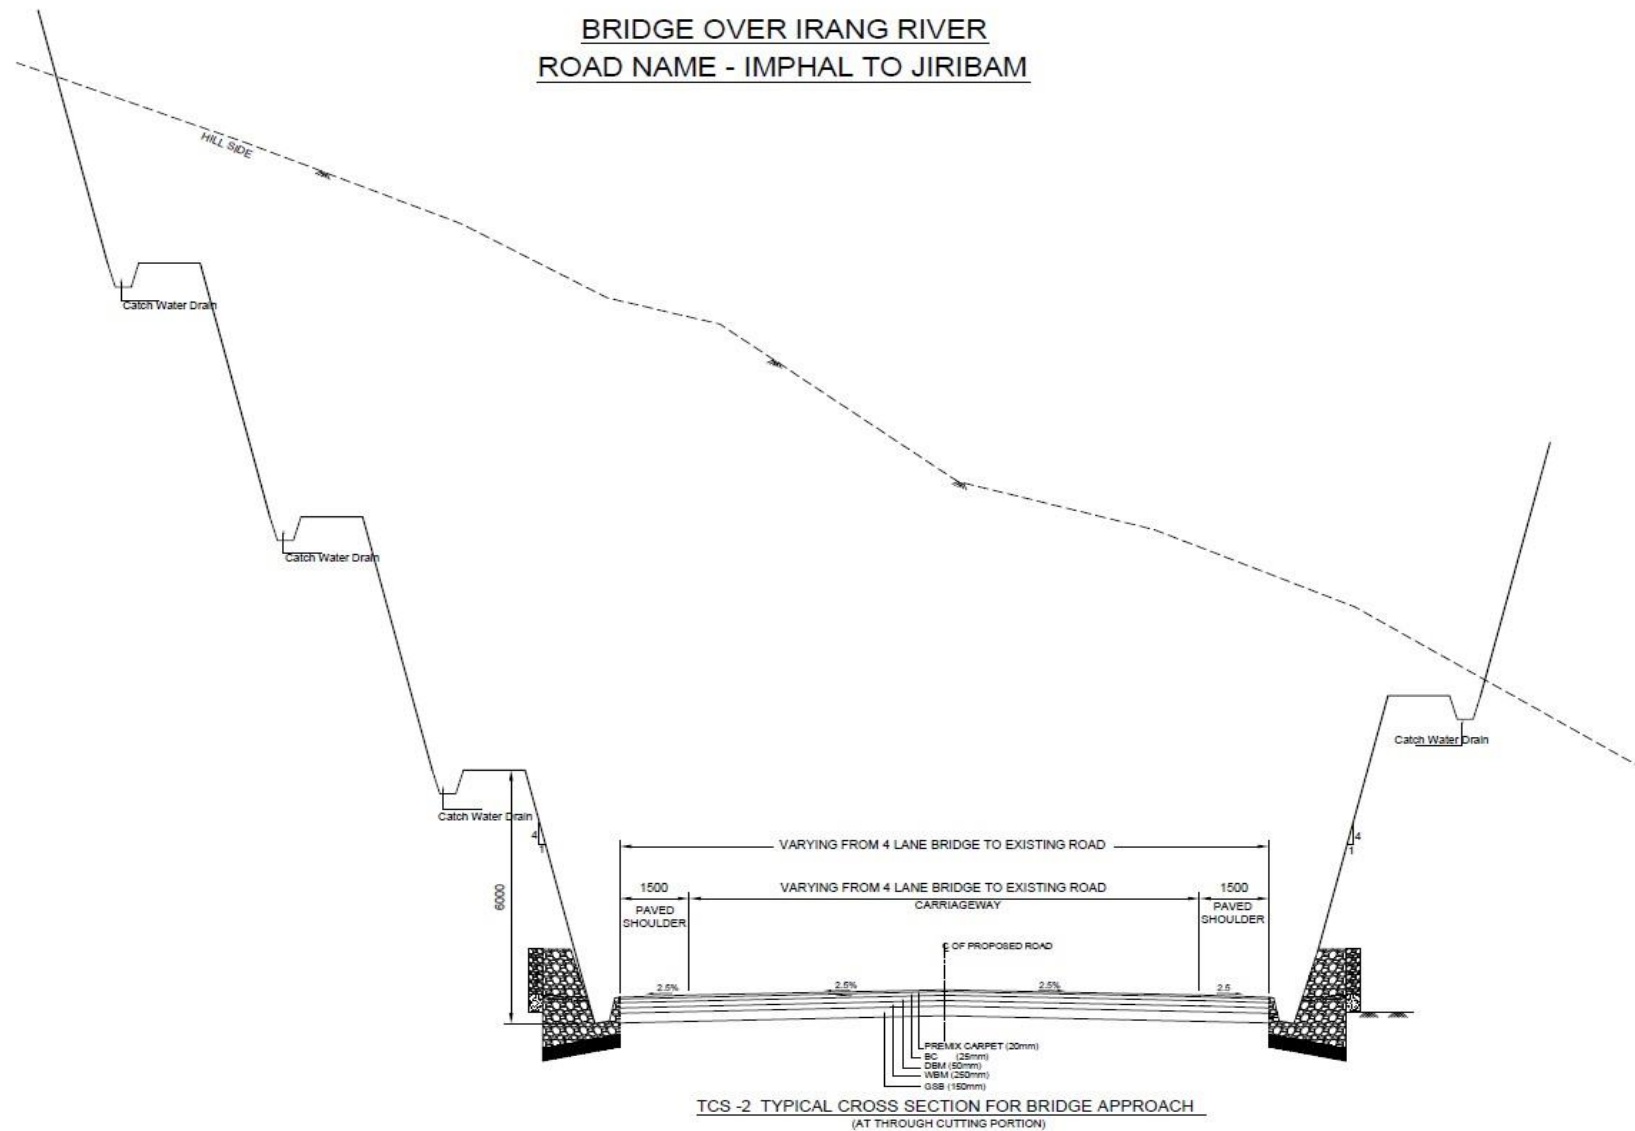 BRIDGE OVER IRANG RIVER
ROAD NAME - IMPHAL TO JIRIBAM
HILL SIDE
Catch Water Drain
Catch Water Drain
Catch Water Drain
Catch Water Drain
4
1
4
1
6000
VARYING FROM 4 LANE BRIDGE TO EXISTING ROAD
1500
VARYING FROM 4 LANE BRIDGE TO EXISTING ROAD
1500
PAVED
SHOULDER
CARRIAGEWAY
PAVED
SHOULDER
℄ OF PROPOSED ROAD
2.5%
2.5%
2.5%
2.5
PREMIX CARPET (20mm)
BC (25mm)
DBM (50mm)
WBM (250mm)
GSB (150mm)
TCS -2 TYPICAL CROSS SECTION FOR BRIDGE APPROACH
(AT THROUGH CUTTING PORTION)